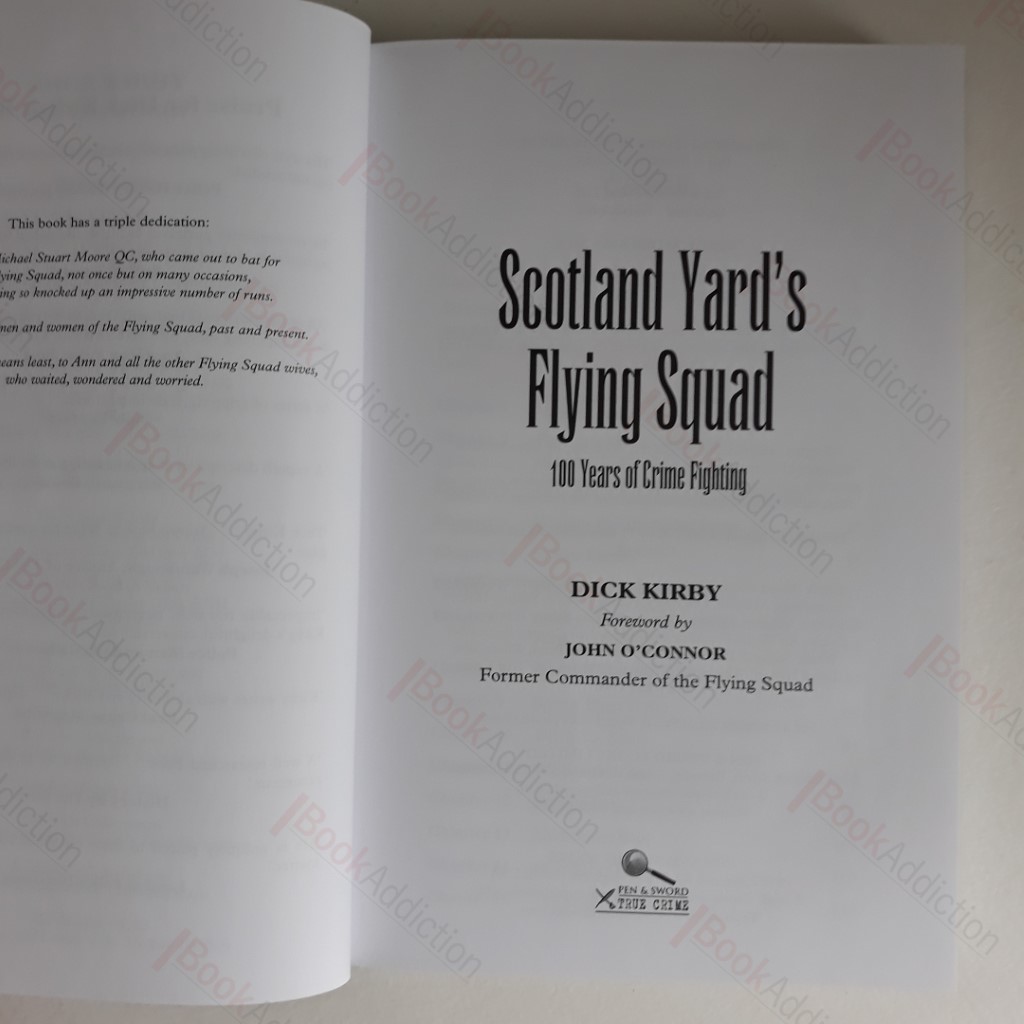 This book has a triple dedication:
Michael Stuart Moore QC, who came out to bat for
Flying Squad, not once but on many occasions,
so knocked up an impressive number of runs.
men and women of the Flying Squad, past and present.
least, to Ann and all the other Flying Squad wives,
who waited, wondered and worried.
Scotland Yard's
Flying Squad
100 Years of Crime Fighting
DICK KIRBY
Foreword by
JOHN O'CONNOR
Former Commander of the Flying Squad
PEN & SWORD
TRUE CRIME
BookAddiction